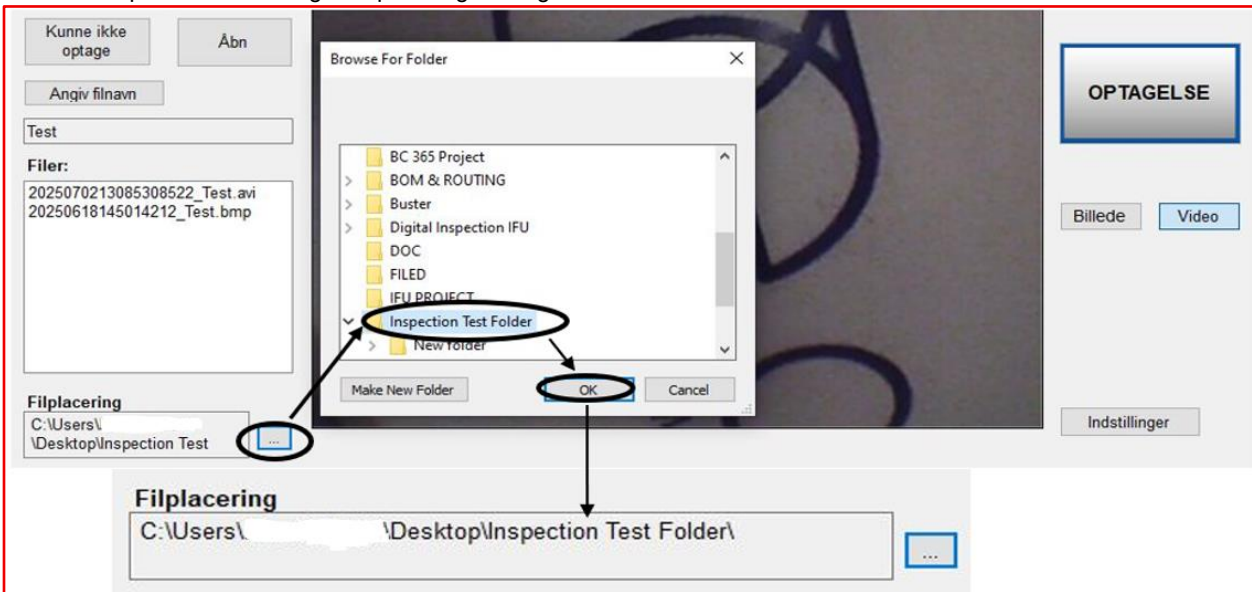 Kunne ikke
optage
Åbn
Angiv filnavn
Test
Filer:
2025070213085308522_Test.avi
20250618145014212_Test.bmp
Filplacering
C:\Users\
\Desktop\Inspection Test
...
Browse For Folder
BC 365 Project
BOM & ROUTING
Buster
Digital Inspection IFU
DOC
FILED
IFU PROJECT
Inspection Test Folder
New folder
Make New Folder
OK
Cancel
OPTAGELSE
Billede
Video
Indstillinger
Filplacering
C:\Users\ \Desktop\Inspection Test Folder\
...